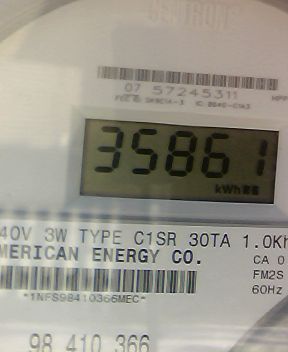 CENTRON
07 57245311
35861
kWh
40V 3W TYPE C1SR 30TA 1.0Kh
MERICAN ENERGY CO.
CA 0
FM2S
60Hz
*1NFS98410366MEC*
98 410 366